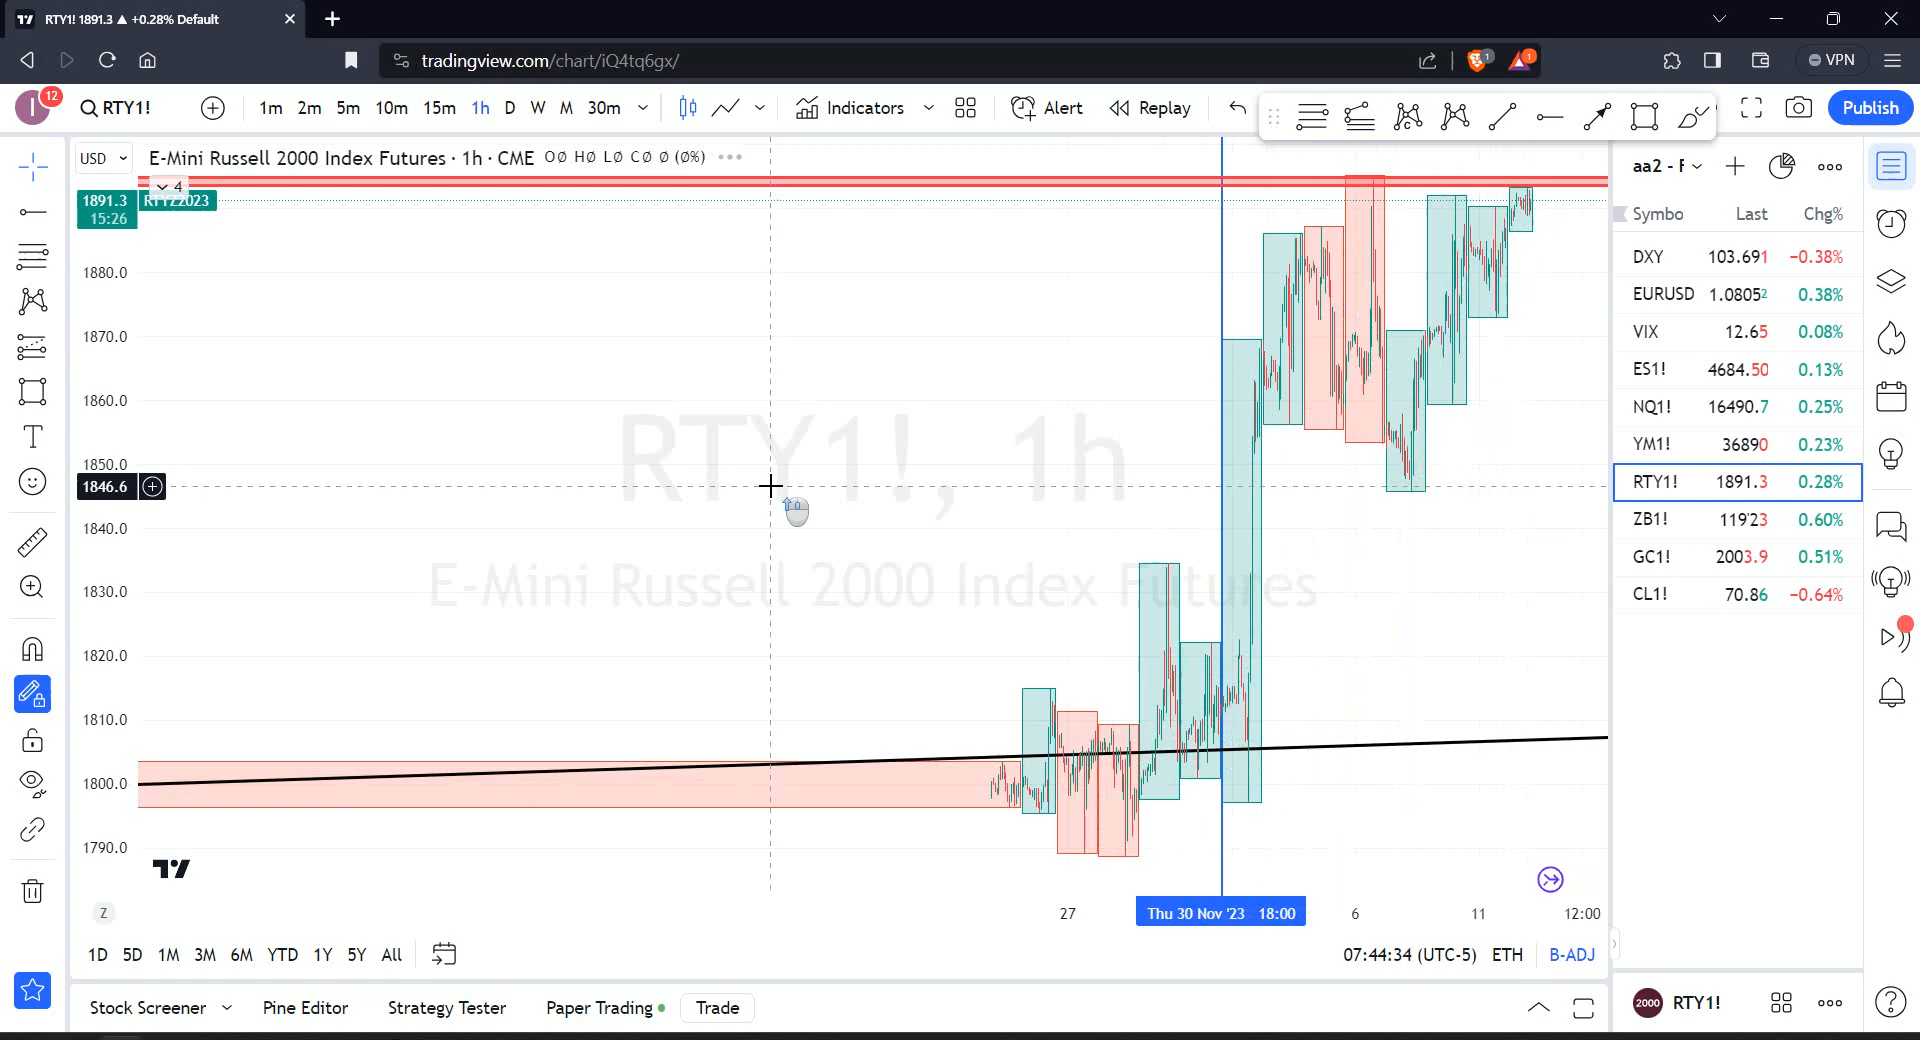 RTY1! 1891.3 ▲ +0.28% Default
tradingview.com/chart/iQ4tq6gx/
1
1
VPN
I
12
RTY1!
1m 2m 5m 10m 15m 1h D W M 30m
Indicators
Alert
Replay
Publish
USD
E-Mini Russell 2000 Index Futures · 1h · CME O∅ H∅ L∅ C∅ ∅ (∅%)
4
1891.3
15:26
RTYZ2023
1880.0
1870.0
1860.0
1850.0
1846.6
1840.0
1830.0
1820.0
1810.0
1800.0
1790.0
RTY1!, 1h
E-Mini Russell 2000 Index Futures
0
Z
27
Thu 30 Nov '23 18:00
6
11
12:00
1D 5D 1M 3M 6M YTD 1Y 5Y All
07:44:34 (UTC-5) ETH B-ADJ
Stock Screener Pine Editor Strategy Tester Paper Trading Trade
aa2 - F
Symbo Last Chg%
DXY 103.691 −0.38%
EURUSD 1.08052 0.38%
VIX 12.65 0.08%
ES1! 4684.50 0.13%
NQ1! 16490.7 0.25%
YM1! 36890 0.23%
RTY1! 1891.3 0.28%
ZB1! 119'23 0.60%
GC1! 2003.9 0.51%
CL1! 70.86 −0.64%
2000 RTY1!